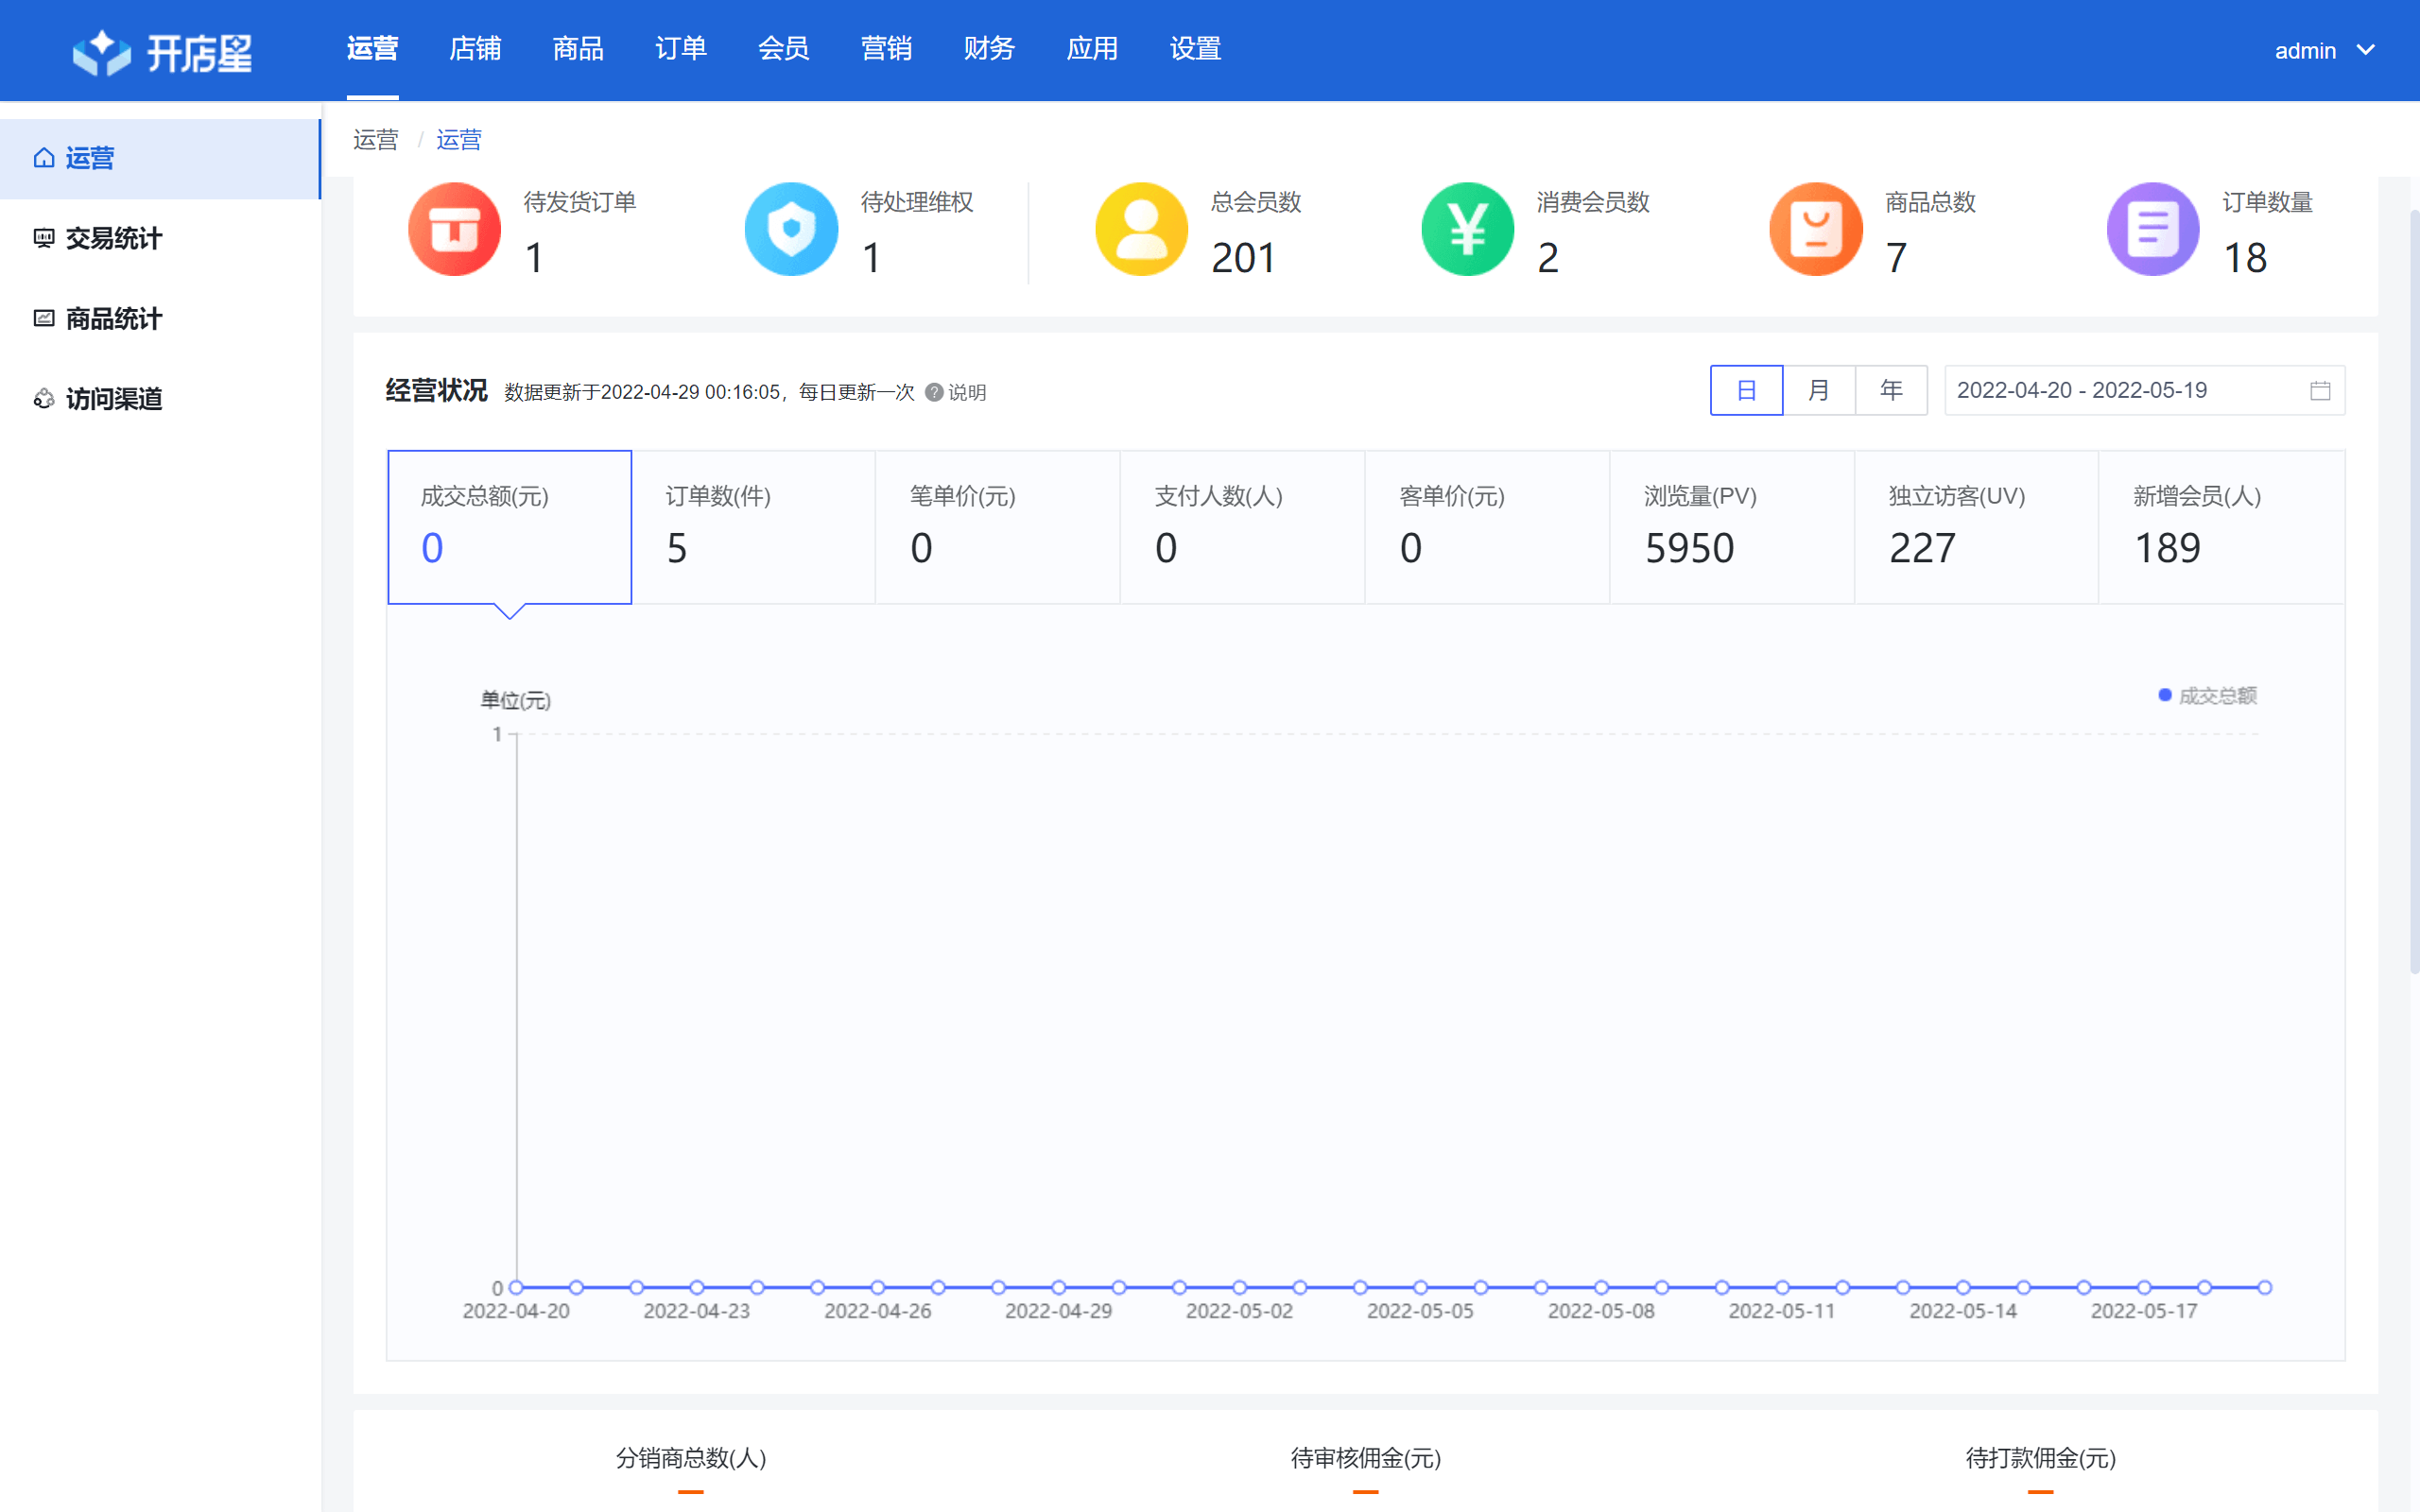 开店星 运营 店铺 商品 订单 会员 营销 财务 应用 设置 admin
运营
交易统计
商品统计
访问渠道
运营 / 运营
待发货订单 待处理维权 总会员数 消费会员数 商品总数 订单数量
1 1 201 2 7 18
经营状况 数据更新于2022-04-29 00:16:05，每日更新一次 ? 说明 日 月 年 2022-04-20 - 2022-05-19
成交总额(元) 订单数(件) 笔单价(元) 支付人数(人) 客单价(元) 浏览量(PV) 独立访客(UV) 新增会员(人)
0 5 0 0 0 5950 227 189
单位(元) 成交总额
1
0
2022-04-20 2022-04-23 2022-04-26 2022-04-29 2022-05-02 2022-05-05 2022-05-08 2022-05-11 2022-05-14 2022-05-17
分销商总数(人) 待审核佣金(元) 待打款佣金(元)